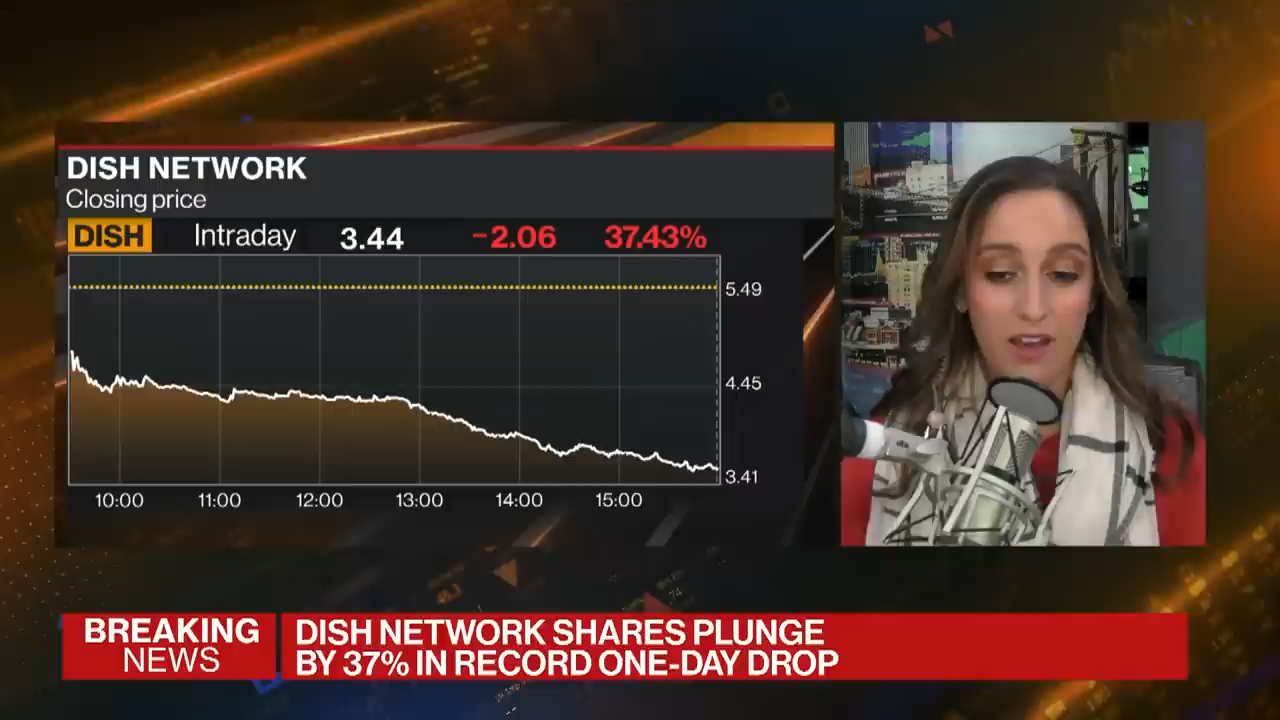 DISH NETWORK
Closing price
DISH Intraday 3.44 -2.06 37.43%
5.49
4.45
3.41
10:00 11:00 12:00 13:00 14:00 15:00
BREAKING
NEWS
DISH NETWORK SHARES PLUNGE
BY 37% IN RECORD ONE-DAY DROP